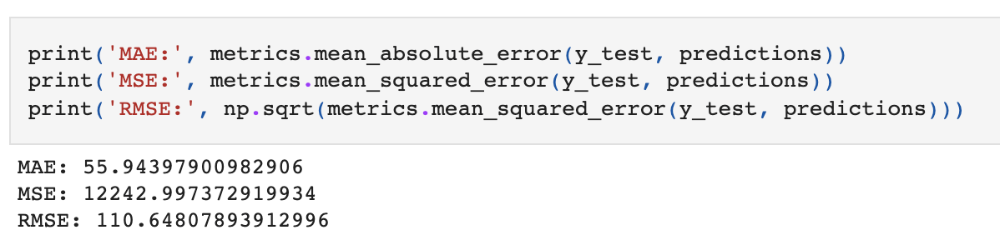 print('MAE:', metrics.mean_absolute_error(y_test, predictions))
print('MSE:', metrics.mean_squared_error(y_test, predictions))
print('RMSE:', np.sqrt(metrics.mean_squared_error(y_test, predictions)))
MAE: 55.94397900982906
MSE: 12242.997372919934
RMSE: 110.64807893912996